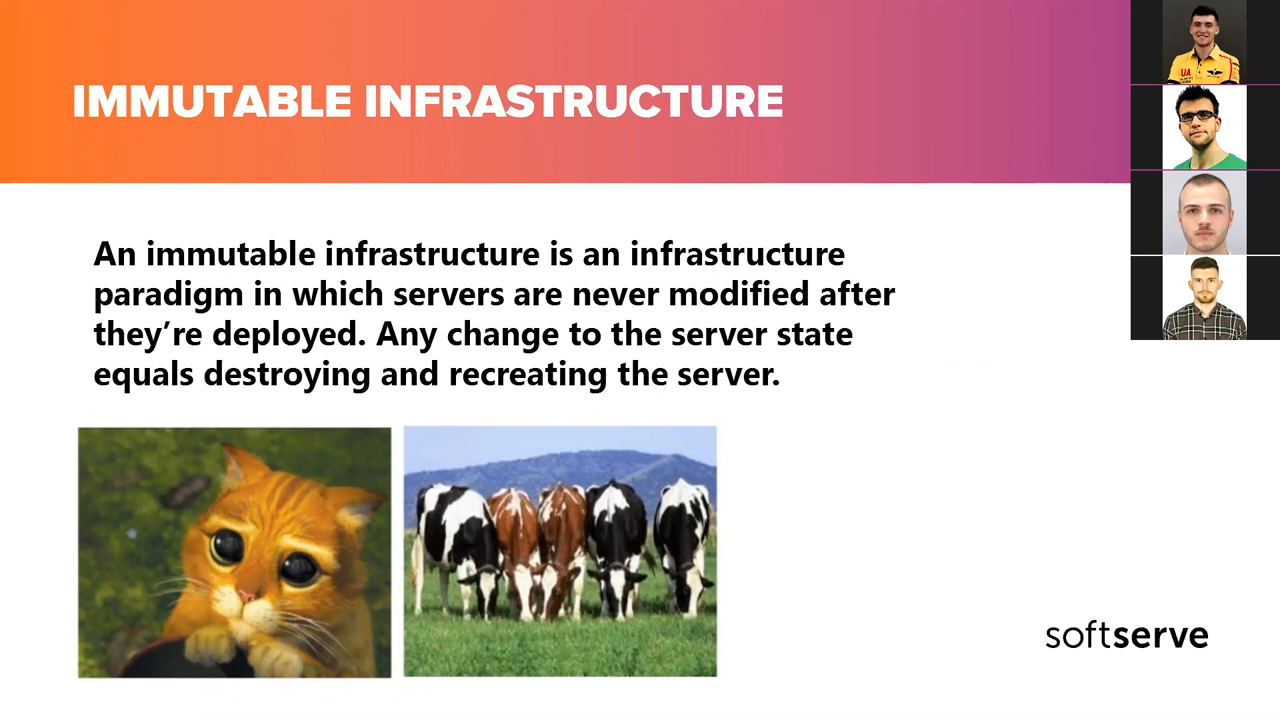 IMMUTABLE INFRASTRUCTURE
An immutable infrastructure is an infrastructure
paradigm in which servers are never modified after
they’re deployed. Any change to the server state
equals destroying and recreating the server.
UA
softserve